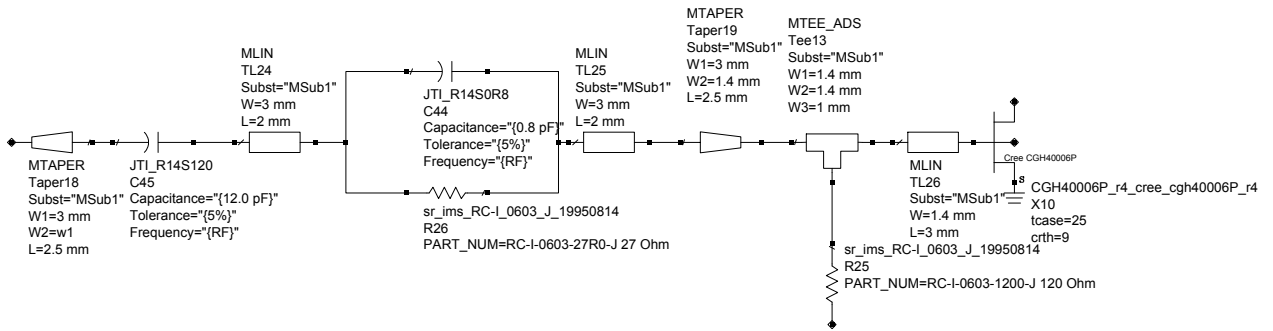 MTAPER
Taper18
Subst="MSub1"
W1=3 mm
W2=w1
L=2.5 mm
JTI_R14S120
C45
Capacitance="{12.0 pF}"
Tolerance="{5%}"
Frequency="{RF}"
MLIN
TL24
Subst="MSub1"
W=3 mm
L=2 mm
JTI_R14S0R8
C44
Capacitance="{0.8 pF}"
Tolerance="{5%}"
Frequency="{RF}"
sr_ims_RC-I_0603_J_19950814
R26
PART_NUM=RC-I-0603-27R0-J 27 Ohm
MLIN
TL25
Subst="MSub1"
W=3 mm
L=2 mm
MTAPER
Taper19
Subst="MSub1"
W1=3 mm
W2=1.4 mm
L=2.5 mm
MTEE_ADS
Tee13
Subst="MSub1"
W1=1.4 mm
W2=1.4 mm
W3=1 mm
MLIN
TL26
Subst="MSub1"
W=1.4 mm
L=3 mm
sr_ims_RC-I_0603_J_19950814
R25
PART_NUM=RC-I-0603-1200-J 120 Ohm
Cree CGH40006P
S
CGH40006P_r4_cree_cgh40006P_r4
X10
tcase=25
crth=9